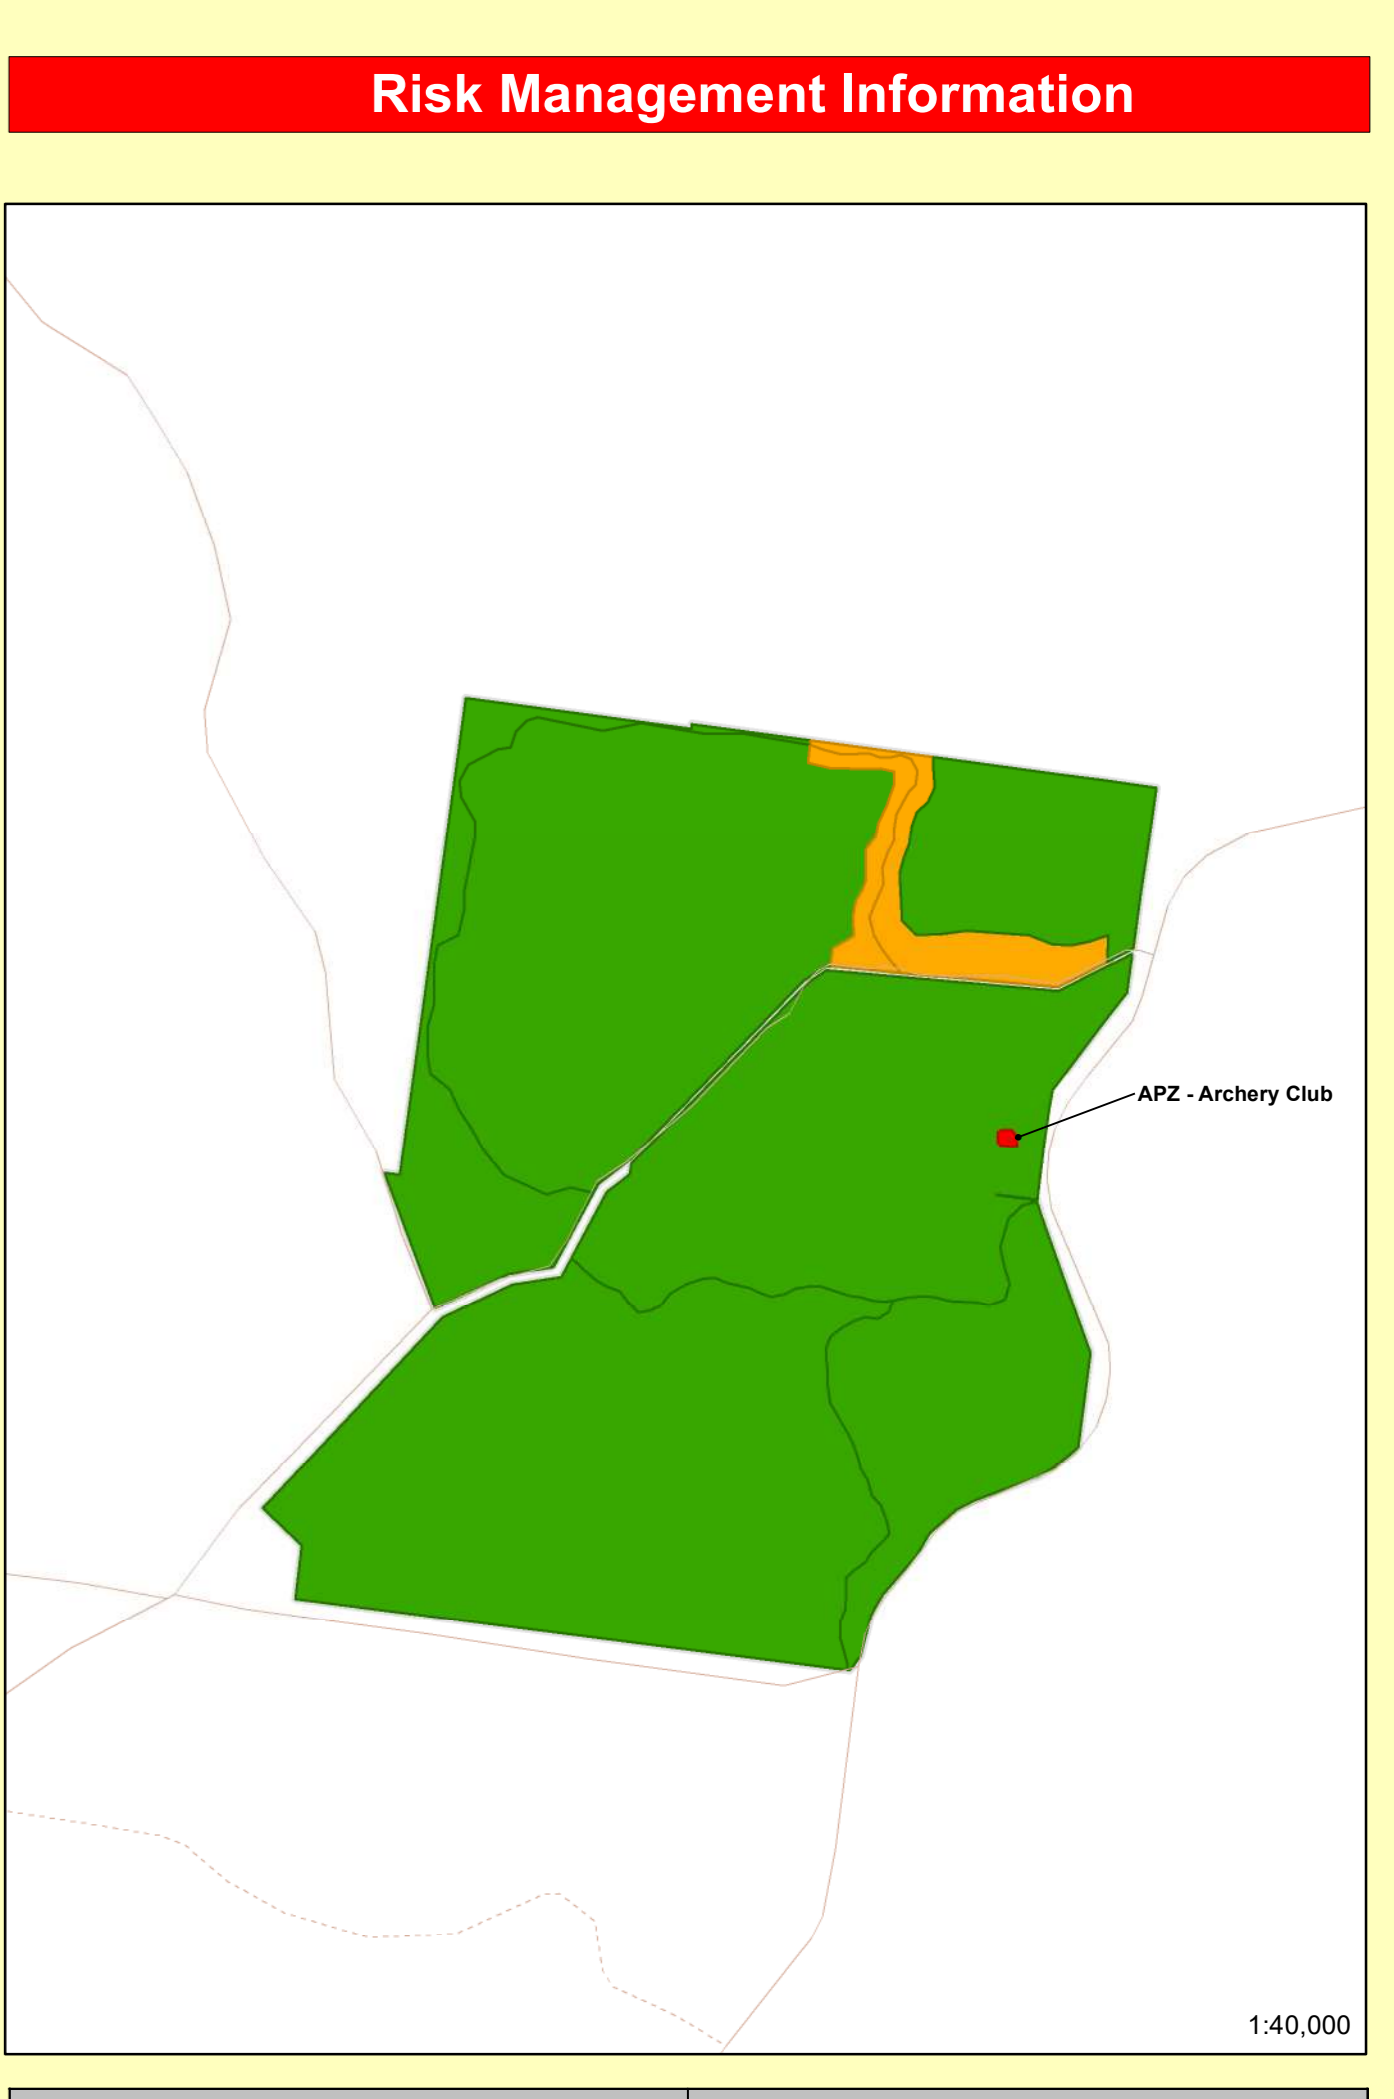 Risk Management Information
APZ - Archery Club
1:40,000